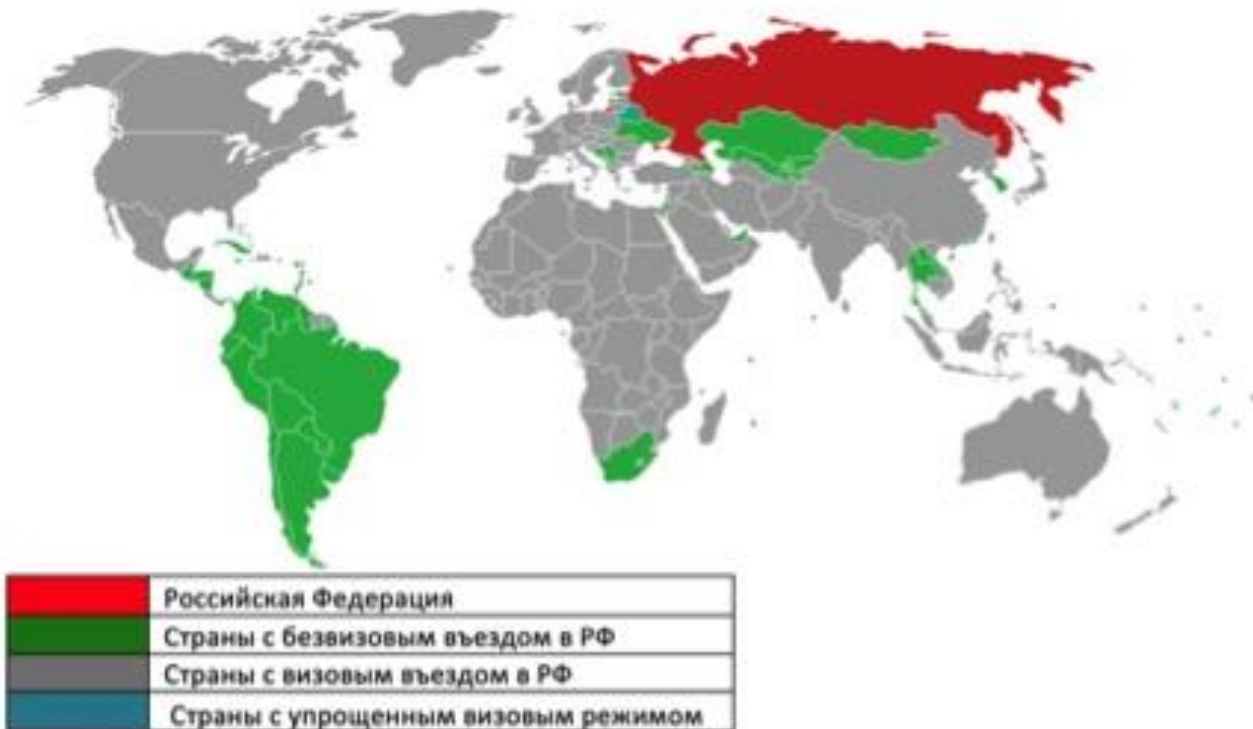 Российская Федерация
Страны с безвизовым въездом в РФ
Страны с визовым въездом в РФ
Страны с упрощенным визовым режимом